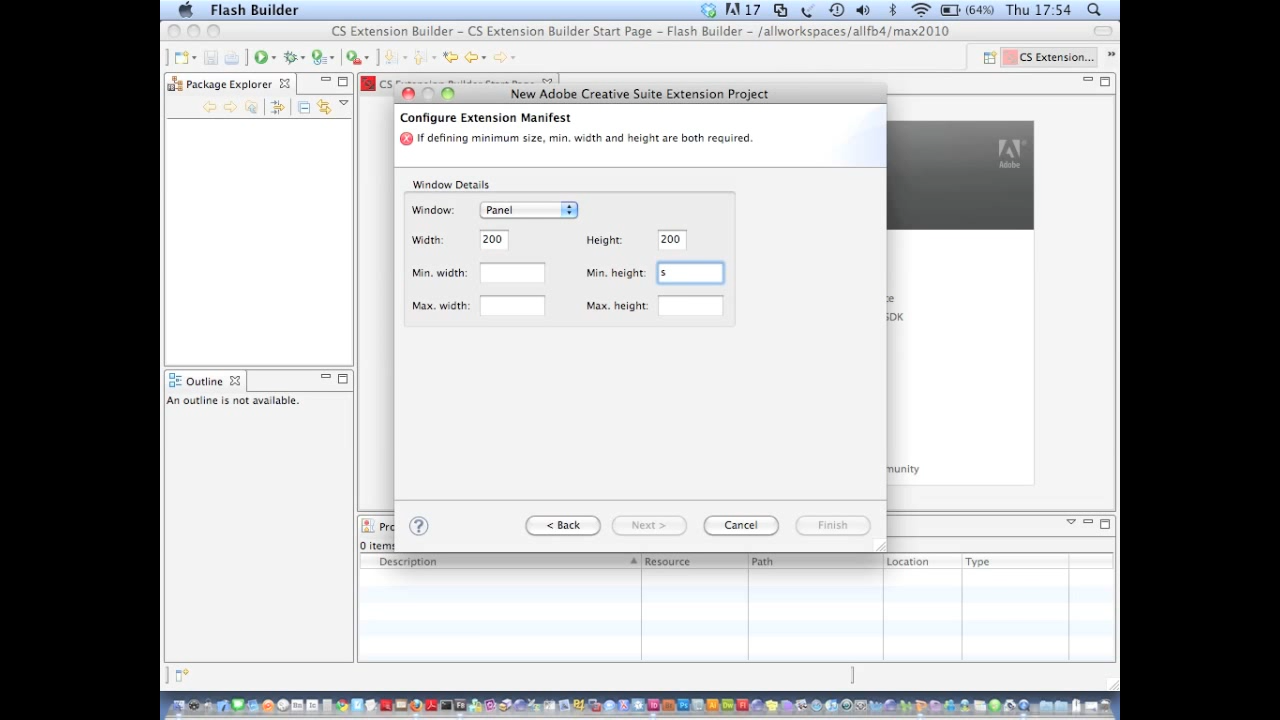 Flash Builder
17
(64%)
Thu 17:54
CS Extension Builder – CS Extension Builder Start Page – Flash Builder – /allworkspaces/allfb4/max2010
CS Extension...
Package Explorer
New Adobe Creative Suite Extension Project
Configure Extension Manifest
If defining minimum size, min. width and height are both required.
Adobe
Window Details
Window: Panel
Width: 200 Height: 200
Min. width: Min. height: s
Max. width: Max. height:
SDK
Outline
An outline is not available.
< Back Next > Cancel Finish
0 items
Description Resource Path Location Type